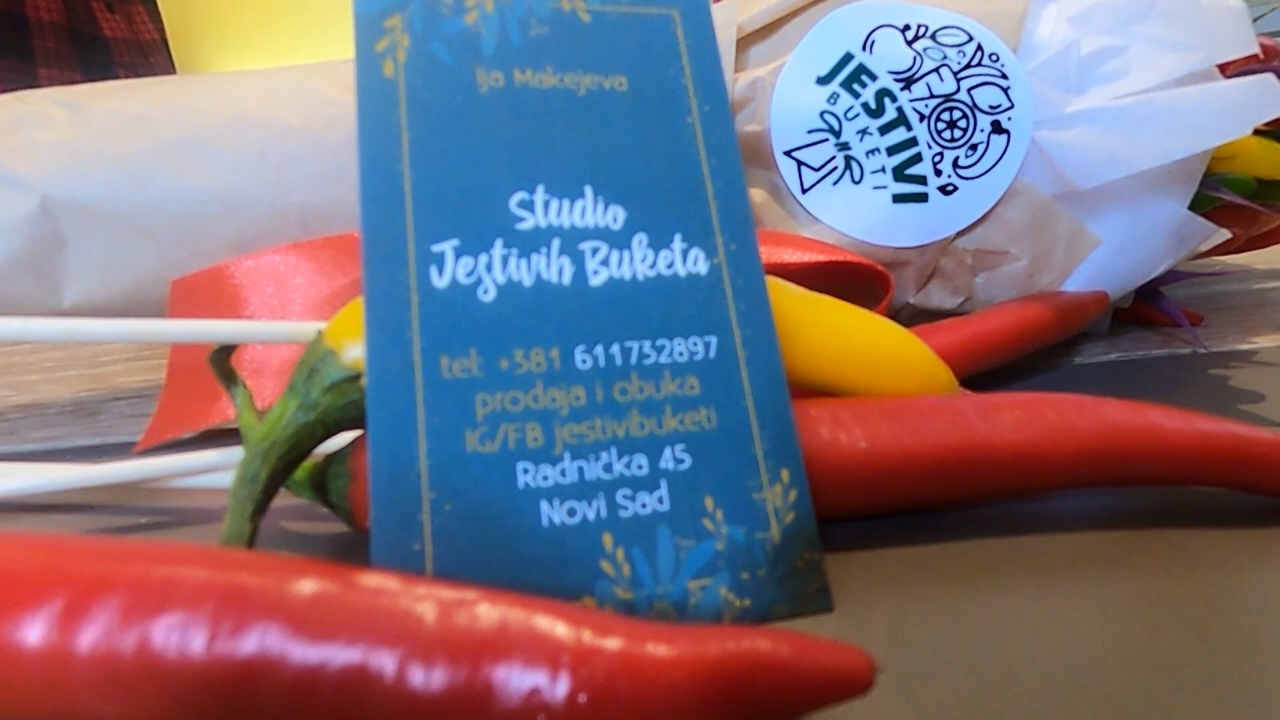 Ija Makejeva
Studio
Jestivih Buketa
tel: +381 611732897
prodaja i obuka
IG/FB jestivibuketi
Radnička 45
Novi Sad
JESTIVI
BUKETI